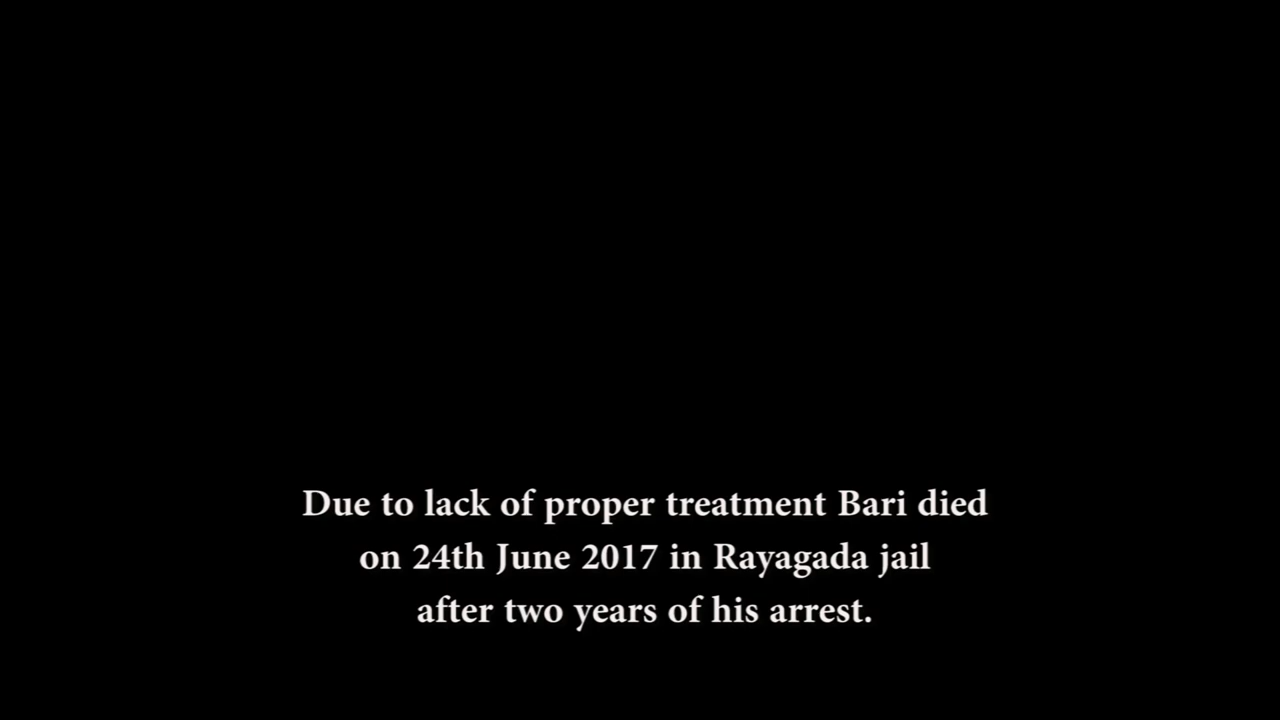 Due to lack of proper treatment Bari died
on 24th June 2017 in Rayagada jail
after two years of his arrest.